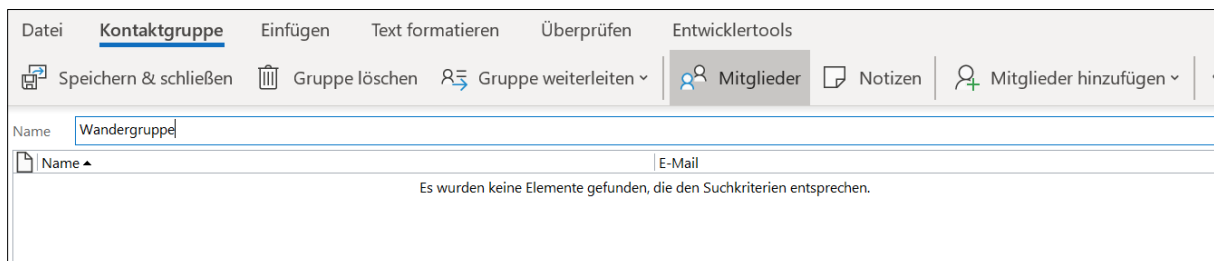 Datei Kontaktgruppe Einfügen Text formatieren Überprüfen Entwicklertools
Speichern & schließen Gruppe löschen Gruppe weiterleiten Mitglieder Notizen Mitglieder hinzufügen
Name Wandergruppe
Name E-Mail
Es wurden keine Elemente gefunden, die den Suchkriterien entsprechen.